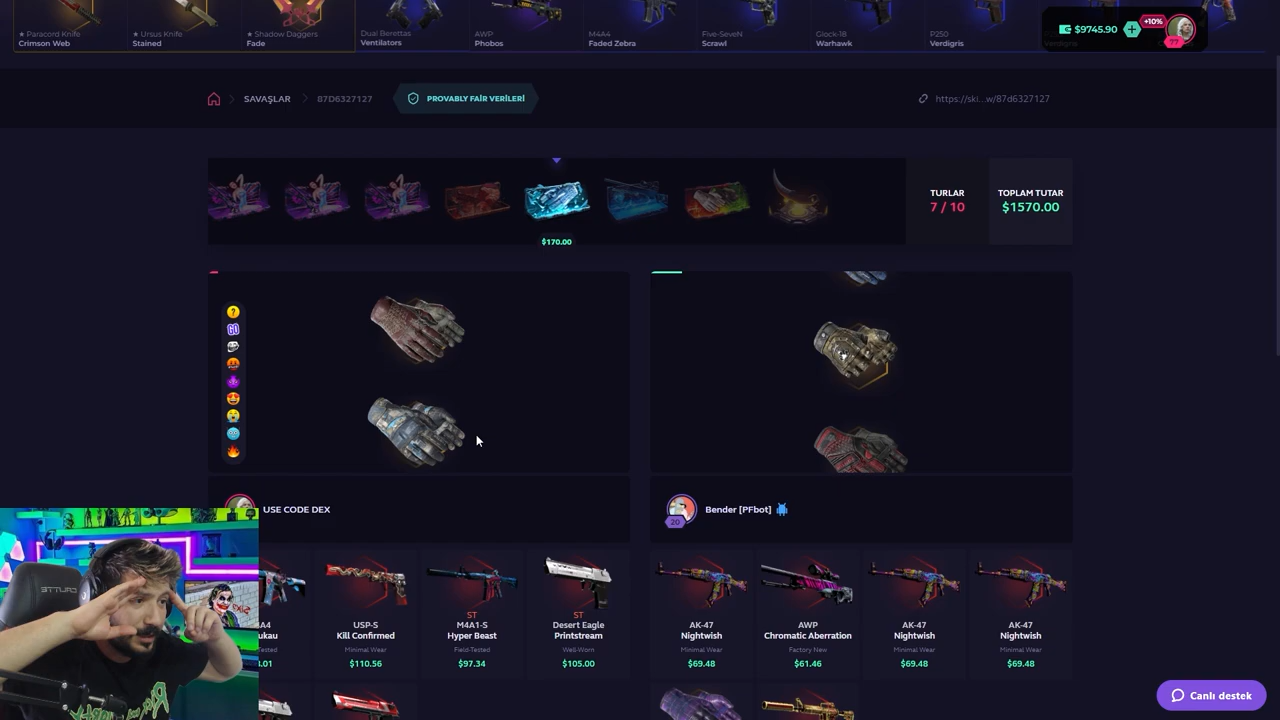 ★ Paracord Knife
Crimson Web
★ Ursus Knife
Stained
★ Shadow Daggers
Fade
Dual Berettas
Ventilators
AWP
Phobos
M4A4
Faded Zebra
Five-SeveN
Scrawl
Glock-18
Warhawk
P250
Verdigris
$9745.90
+10%
77
SAVAŞLAR
87D6327127
PROVABLY FAİR VERİLERİ
https://ski...w/87d6327127
TURLAR
7 / 10
TOPLAM TUTAR
$1570.00
$170.00
GO
USE CODE DEX
Bender [PFbot]
20
USP-S
Kill Confirmed
Minimal Wear
$110.56
ST
M4A1-S
Hyper Beast
Field-Tested
$97.34
ST
Desert Eagle
Printstream
Well-Worn
$105.00
AK-47
Nightwish
Minimal Wear
$69.48
AWP
Chromatic Aberration
Factory New
$61.46
AK-47
Nightwish
Minimal Wear
$69.48
AK-47
Nightwish
Minimal Wear
$69.48
Canlı destek